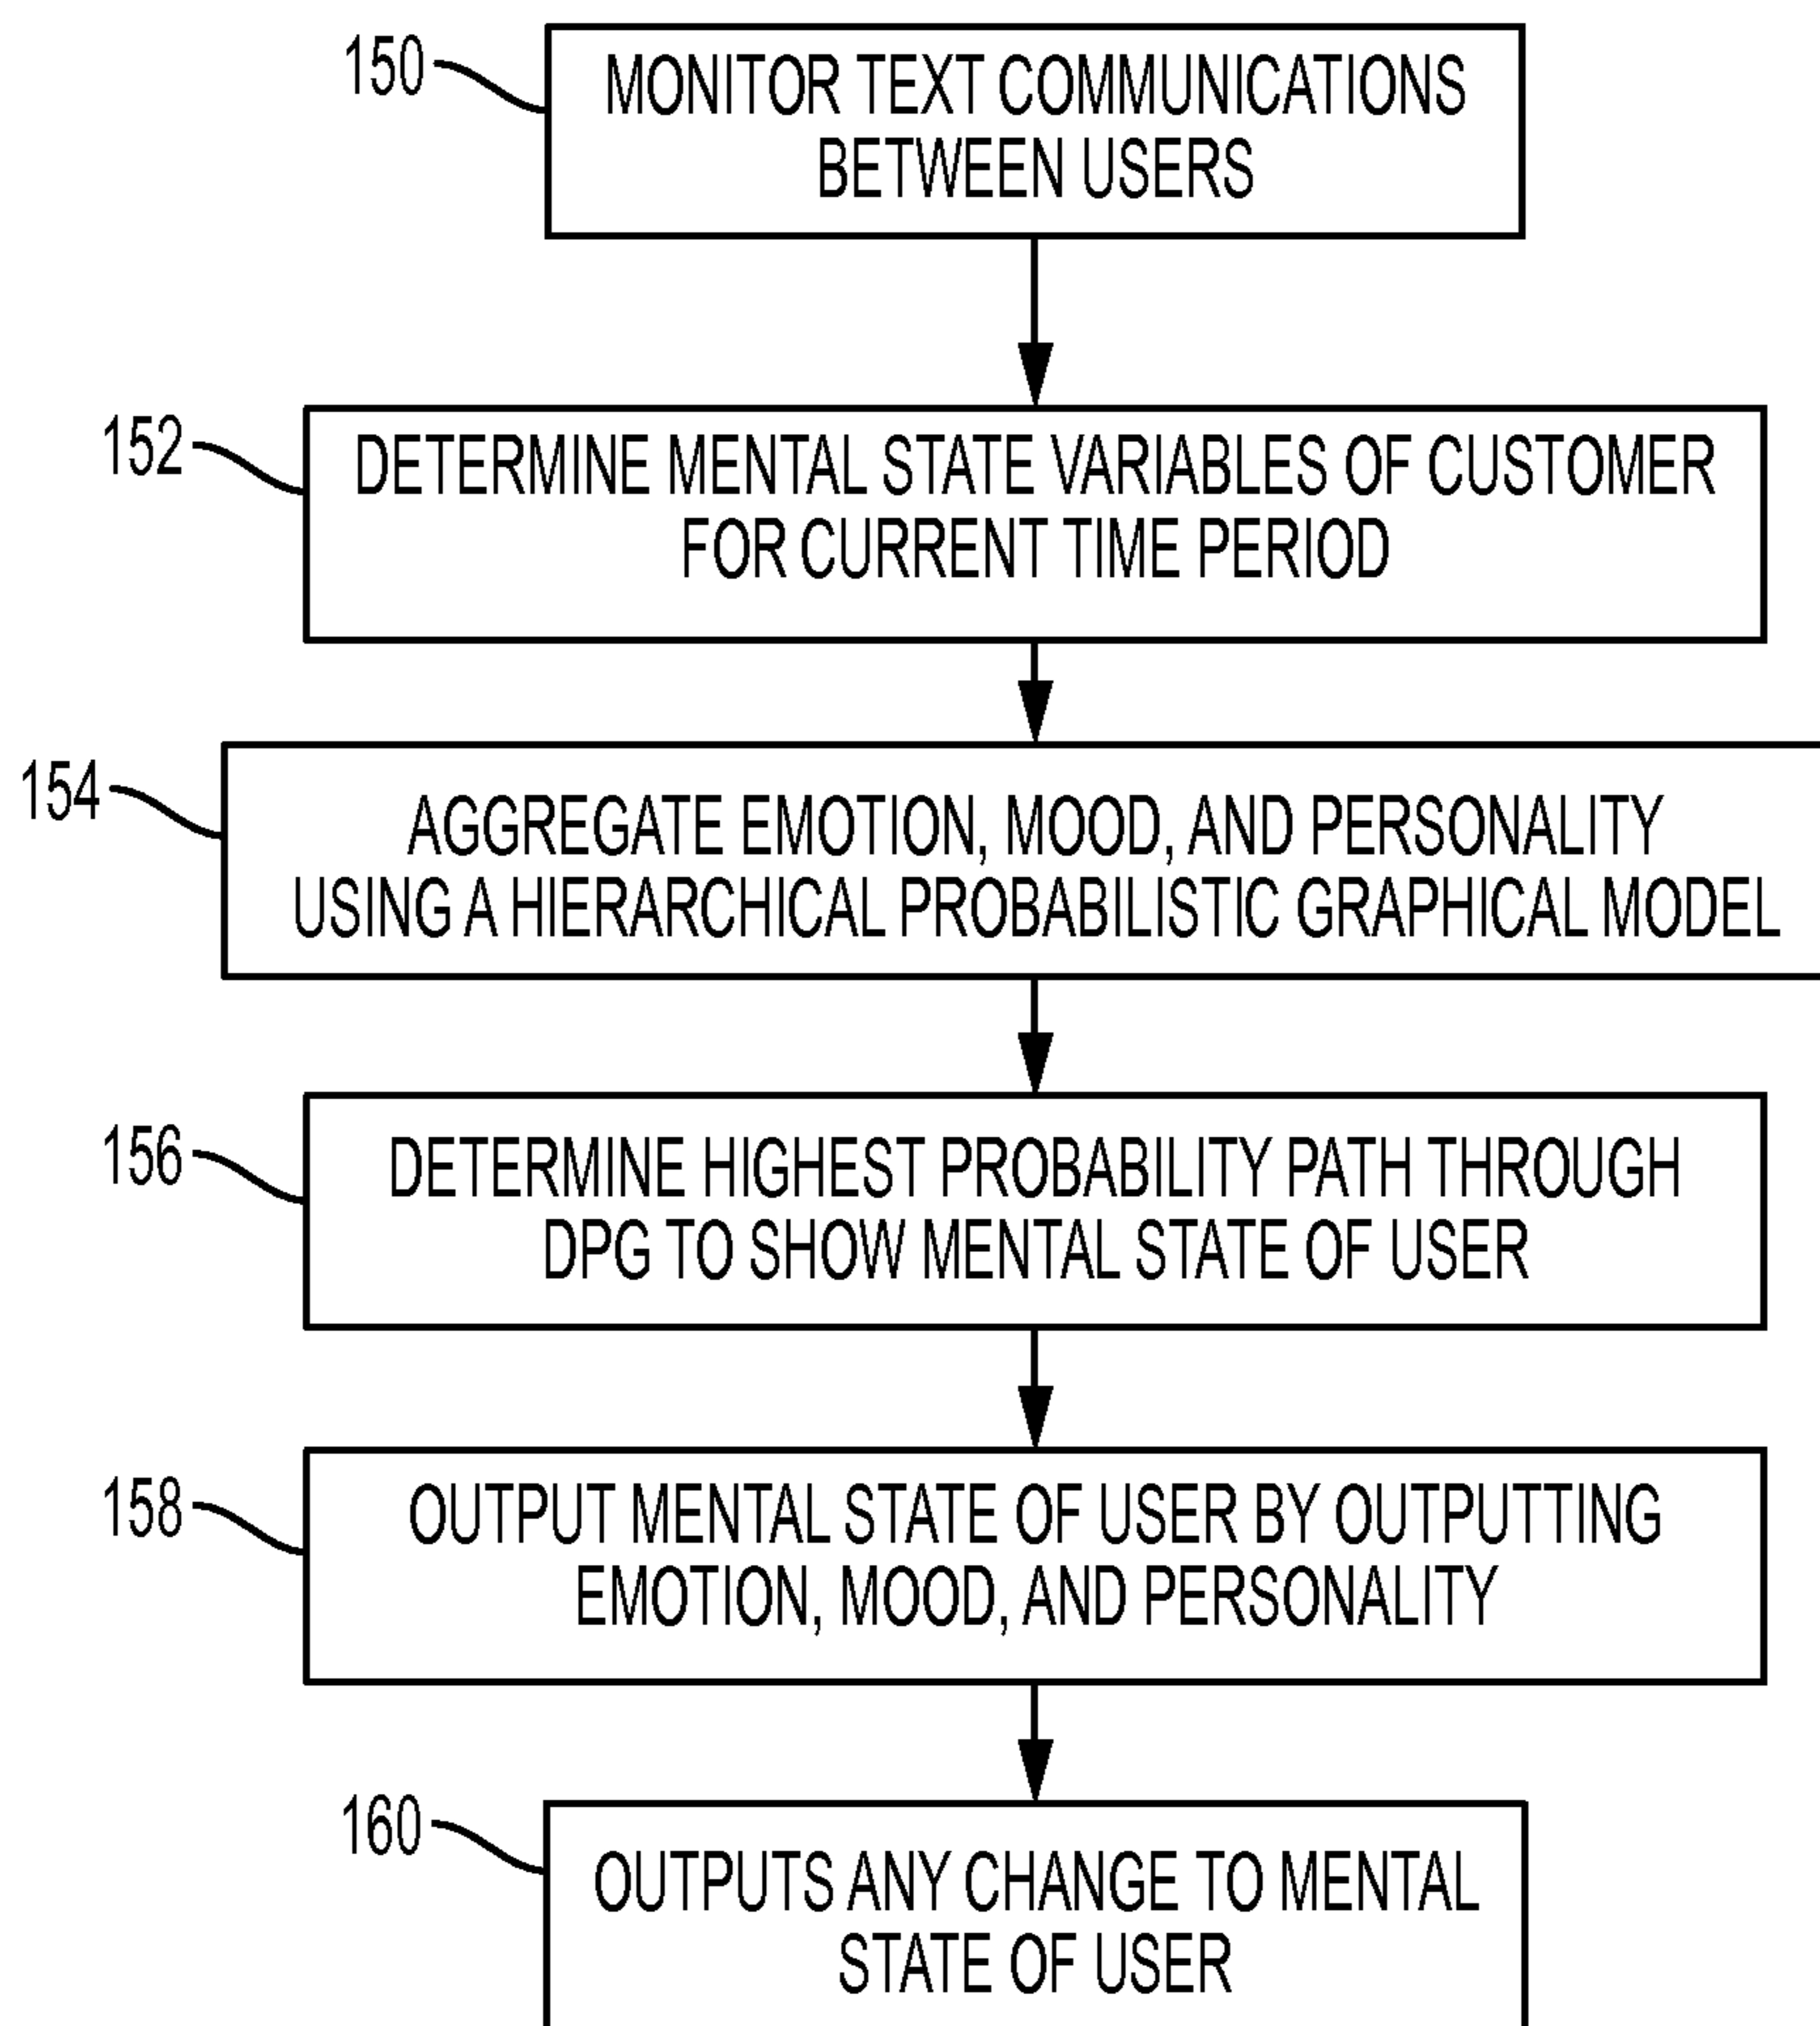 150
MONITOR TEXT COMMUNICATIONS
BETWEEN USERS
152
DETERMINE MENTAL STATE VARIABLES OF CUSTOMER
FOR CURRENT TIME PERIOD
154
AGGREGATE EMOTION, MOOD, AND PERSONALITY
USING A HIERARCHICAL PROBABILISTIC GRAPHICAL MODEL
156
DETERMINE HIGHEST PROBABILITY PATH THROUGH
DPG TO SHOW MENTAL STATE OF USER
158
OUTPUT MENTAL STATE OF USER BY OUTPUTTING
EMOTION, MOOD, AND PERSONALITY
160
OUTPUTS ANY CHANGE TO MENTAL
STATE OF USER